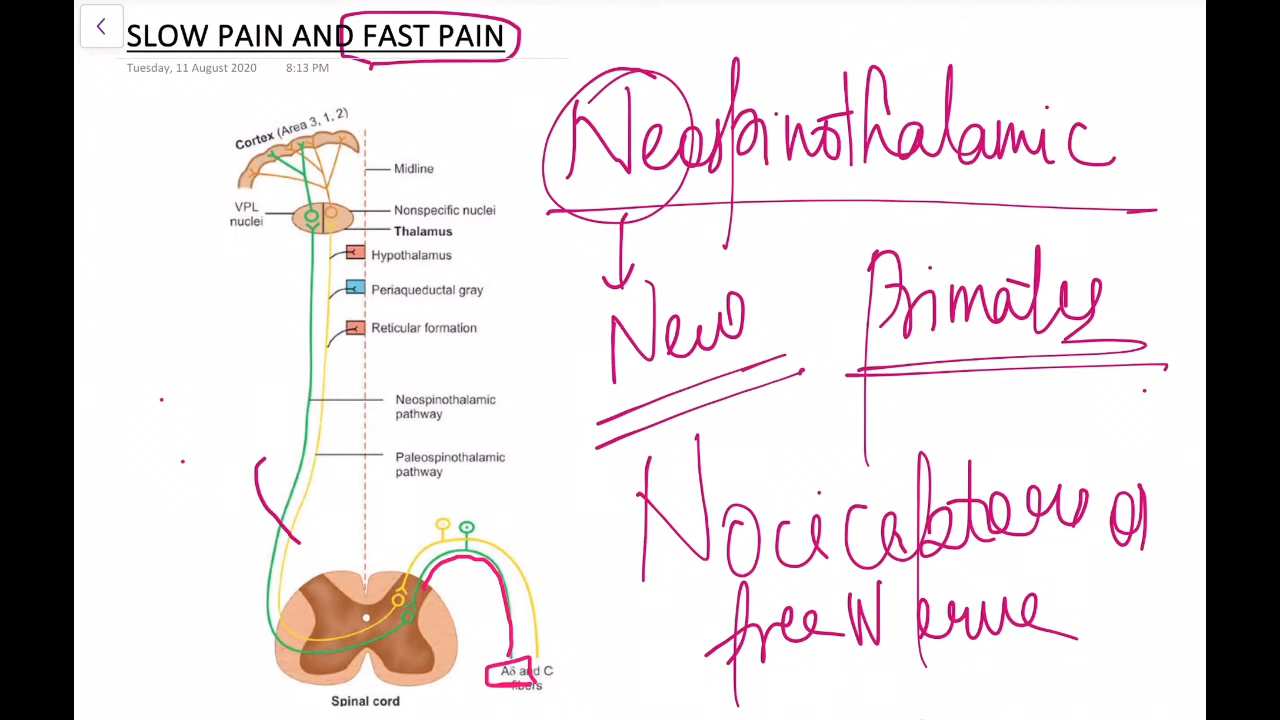 SLOW PAIN AND FAST PAIN
Tuesday, 11 August 2020 8:13 PM
Cortex (Area 3, 1, 2)
Midline
VPL
nuclei
Nonspecific nuclei
Thalamus
Hypothalamus
Periaqueductal gray
Reticular formation
Neospinothalamic
pathway
Paleospinothalamic
pathway
Aδ and C
fibers
Spinal cord
Neospinothalamic
New
Primates
Nociceptors or
free Nerve